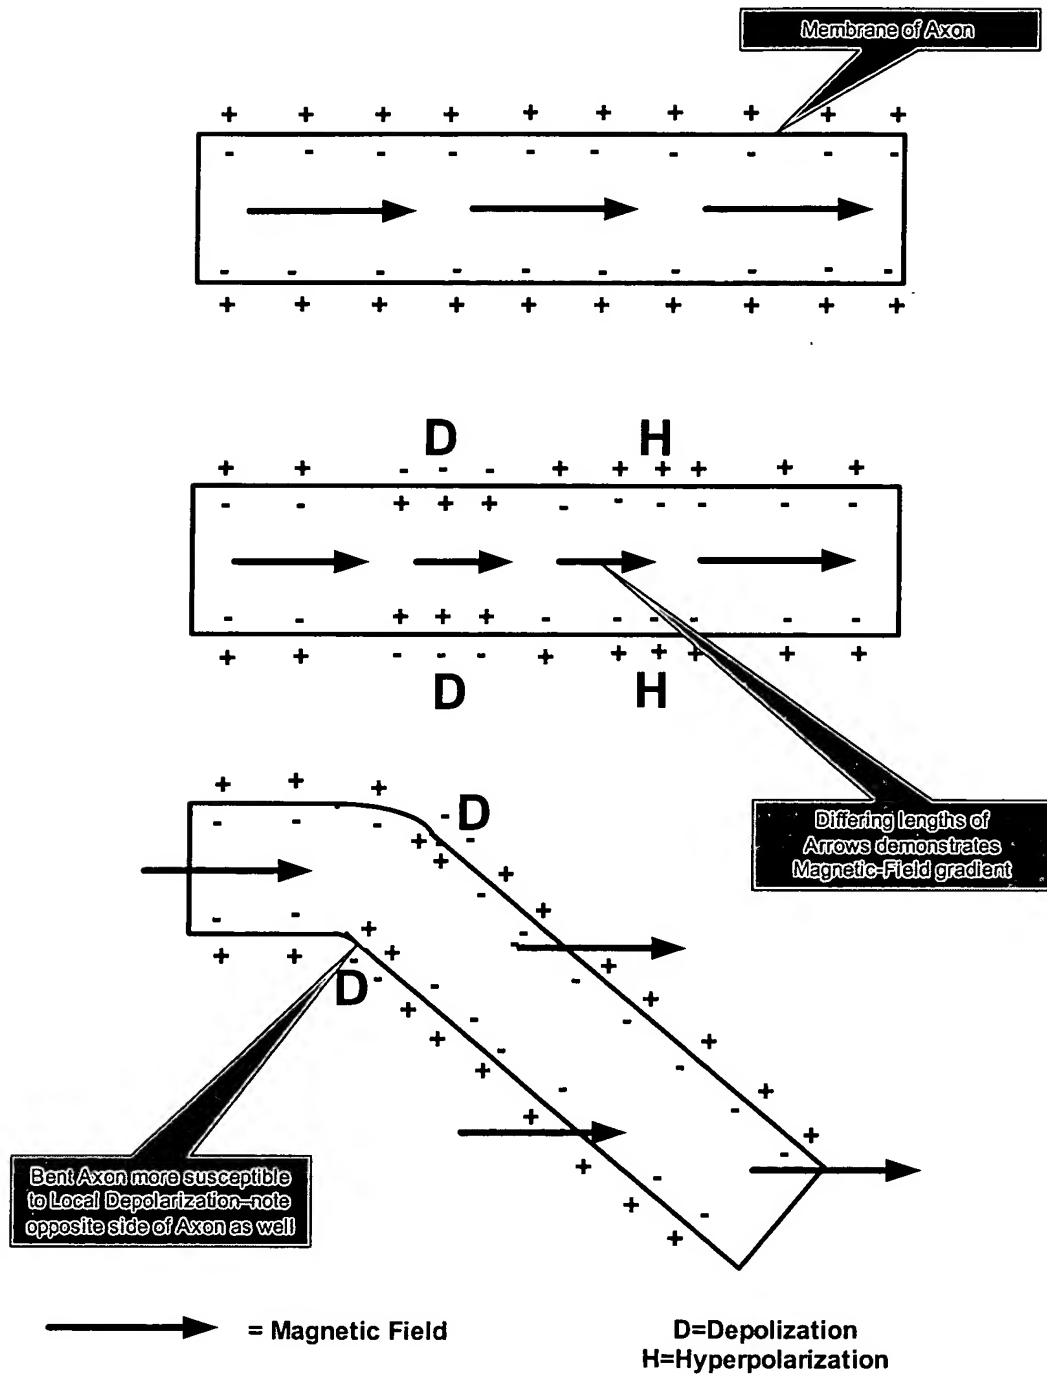 Membrane of Axon
+ + + + + + + + + +
- - - - - - - - - -
- - - - - - - - - -
+ + + + + + + + + +
D H
+ + - - - + + + + + +
- - + + + - - - - - -
- - + + + - - - - - -
+ + - - - + + + + + +
D H
Differing lengths of
Arrows demonstrates
Magnetic-Field gradient
D
D
Bent Axon more susceptible
to Local Depolarization–note
opposite side of Axon as well
= Magnetic Field
D=Depolization
H=Hyperpolarization